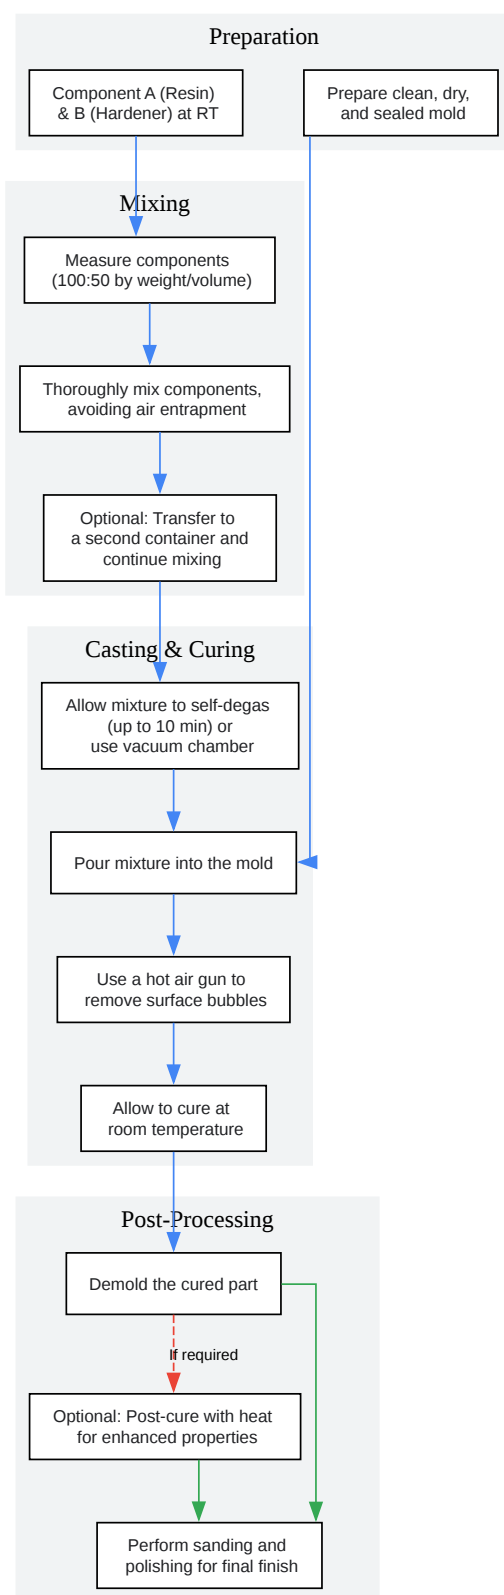 Preparation
Component A (Resin)
& B (Hardener) at RT
Prepare clean, dry,
and sealed mold
Mixing
Measure components
(100:50 by weight/volume)
Thoroughly mix components,
avoiding air entrapment
Optional: Transfer to
a second container and
continue mixing
Casting & Curing
Allow mixture to self-degas
(up to 10 min) or
use vacuum chamber
Pour mixture into the mold
Use a hot air gun to
remove surface bubbles
Allow to cure at
room temperature
Post-Processing
Demold the cured part
If required
Optional: Post-cure with heat
for enhanced properties
Perform sanding and
polishing for final finish